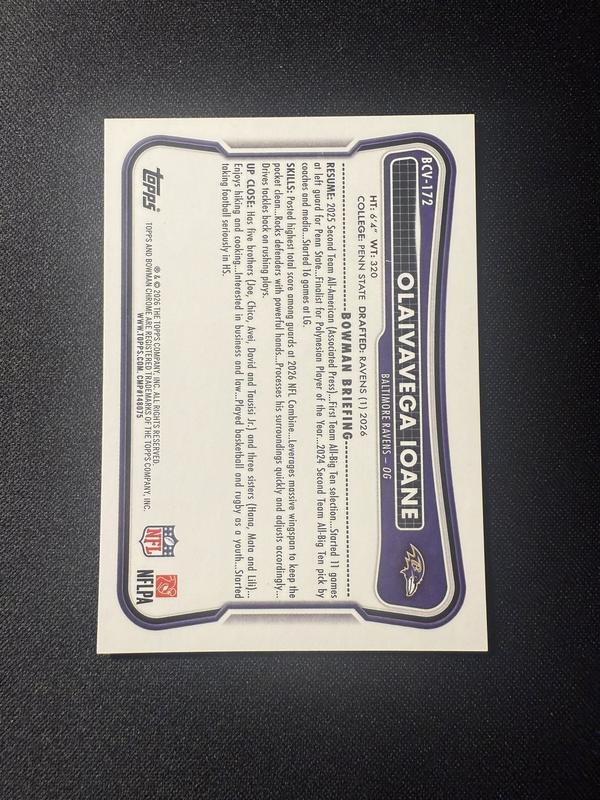 BCV-172
OLAIVAVEGA IOANE
BALTIMORE RAVENS – OG
HT: 6'4" WT: 320
COLLEGE: PENN STATE DRAFTED: RAVENS (1) 2026
BOWMAN BRIEFING
RESUME: 2025 Second Team All-American (Associated Press)...First Team All-Big Ten selection...Started 11 games
at left guard for Penn State...Finalist for Polynesian Player of the Year...2024 Second Team All-Big Ten pick by
coaches and media...Started 16 games at LG.
SKILLS: Posted highest total score among guards at 2026 NFL Combine...Leverages massive wingspan to keep the
pocket clean...Rocks defenders with powerful hands...Processes his surroundings quickly and adjusts accordingly...
Drives tackles back on rushing plays.
UP CLOSE: Has five brothers (Joe, Chico, Avei, David and Tausisi Jr.) and three sisters (Hana, Mata and Lili)...
Enjoys hiking and cooking...Interested in business and law...Played basketball and rugby as a youth...Started
taking football seriously in HS.
topps
® & © 2026 THE TOPPS COMPANY, INC. ALL RIGHTS RESERVED.
TOPPS AND BOWMAN CHROME ARE REGISTERED TRADEMARKS OF THE TOPPS COMPANY, INC.
WWW.TOPPS.COM. CMP#148075
NFL
NFLPA